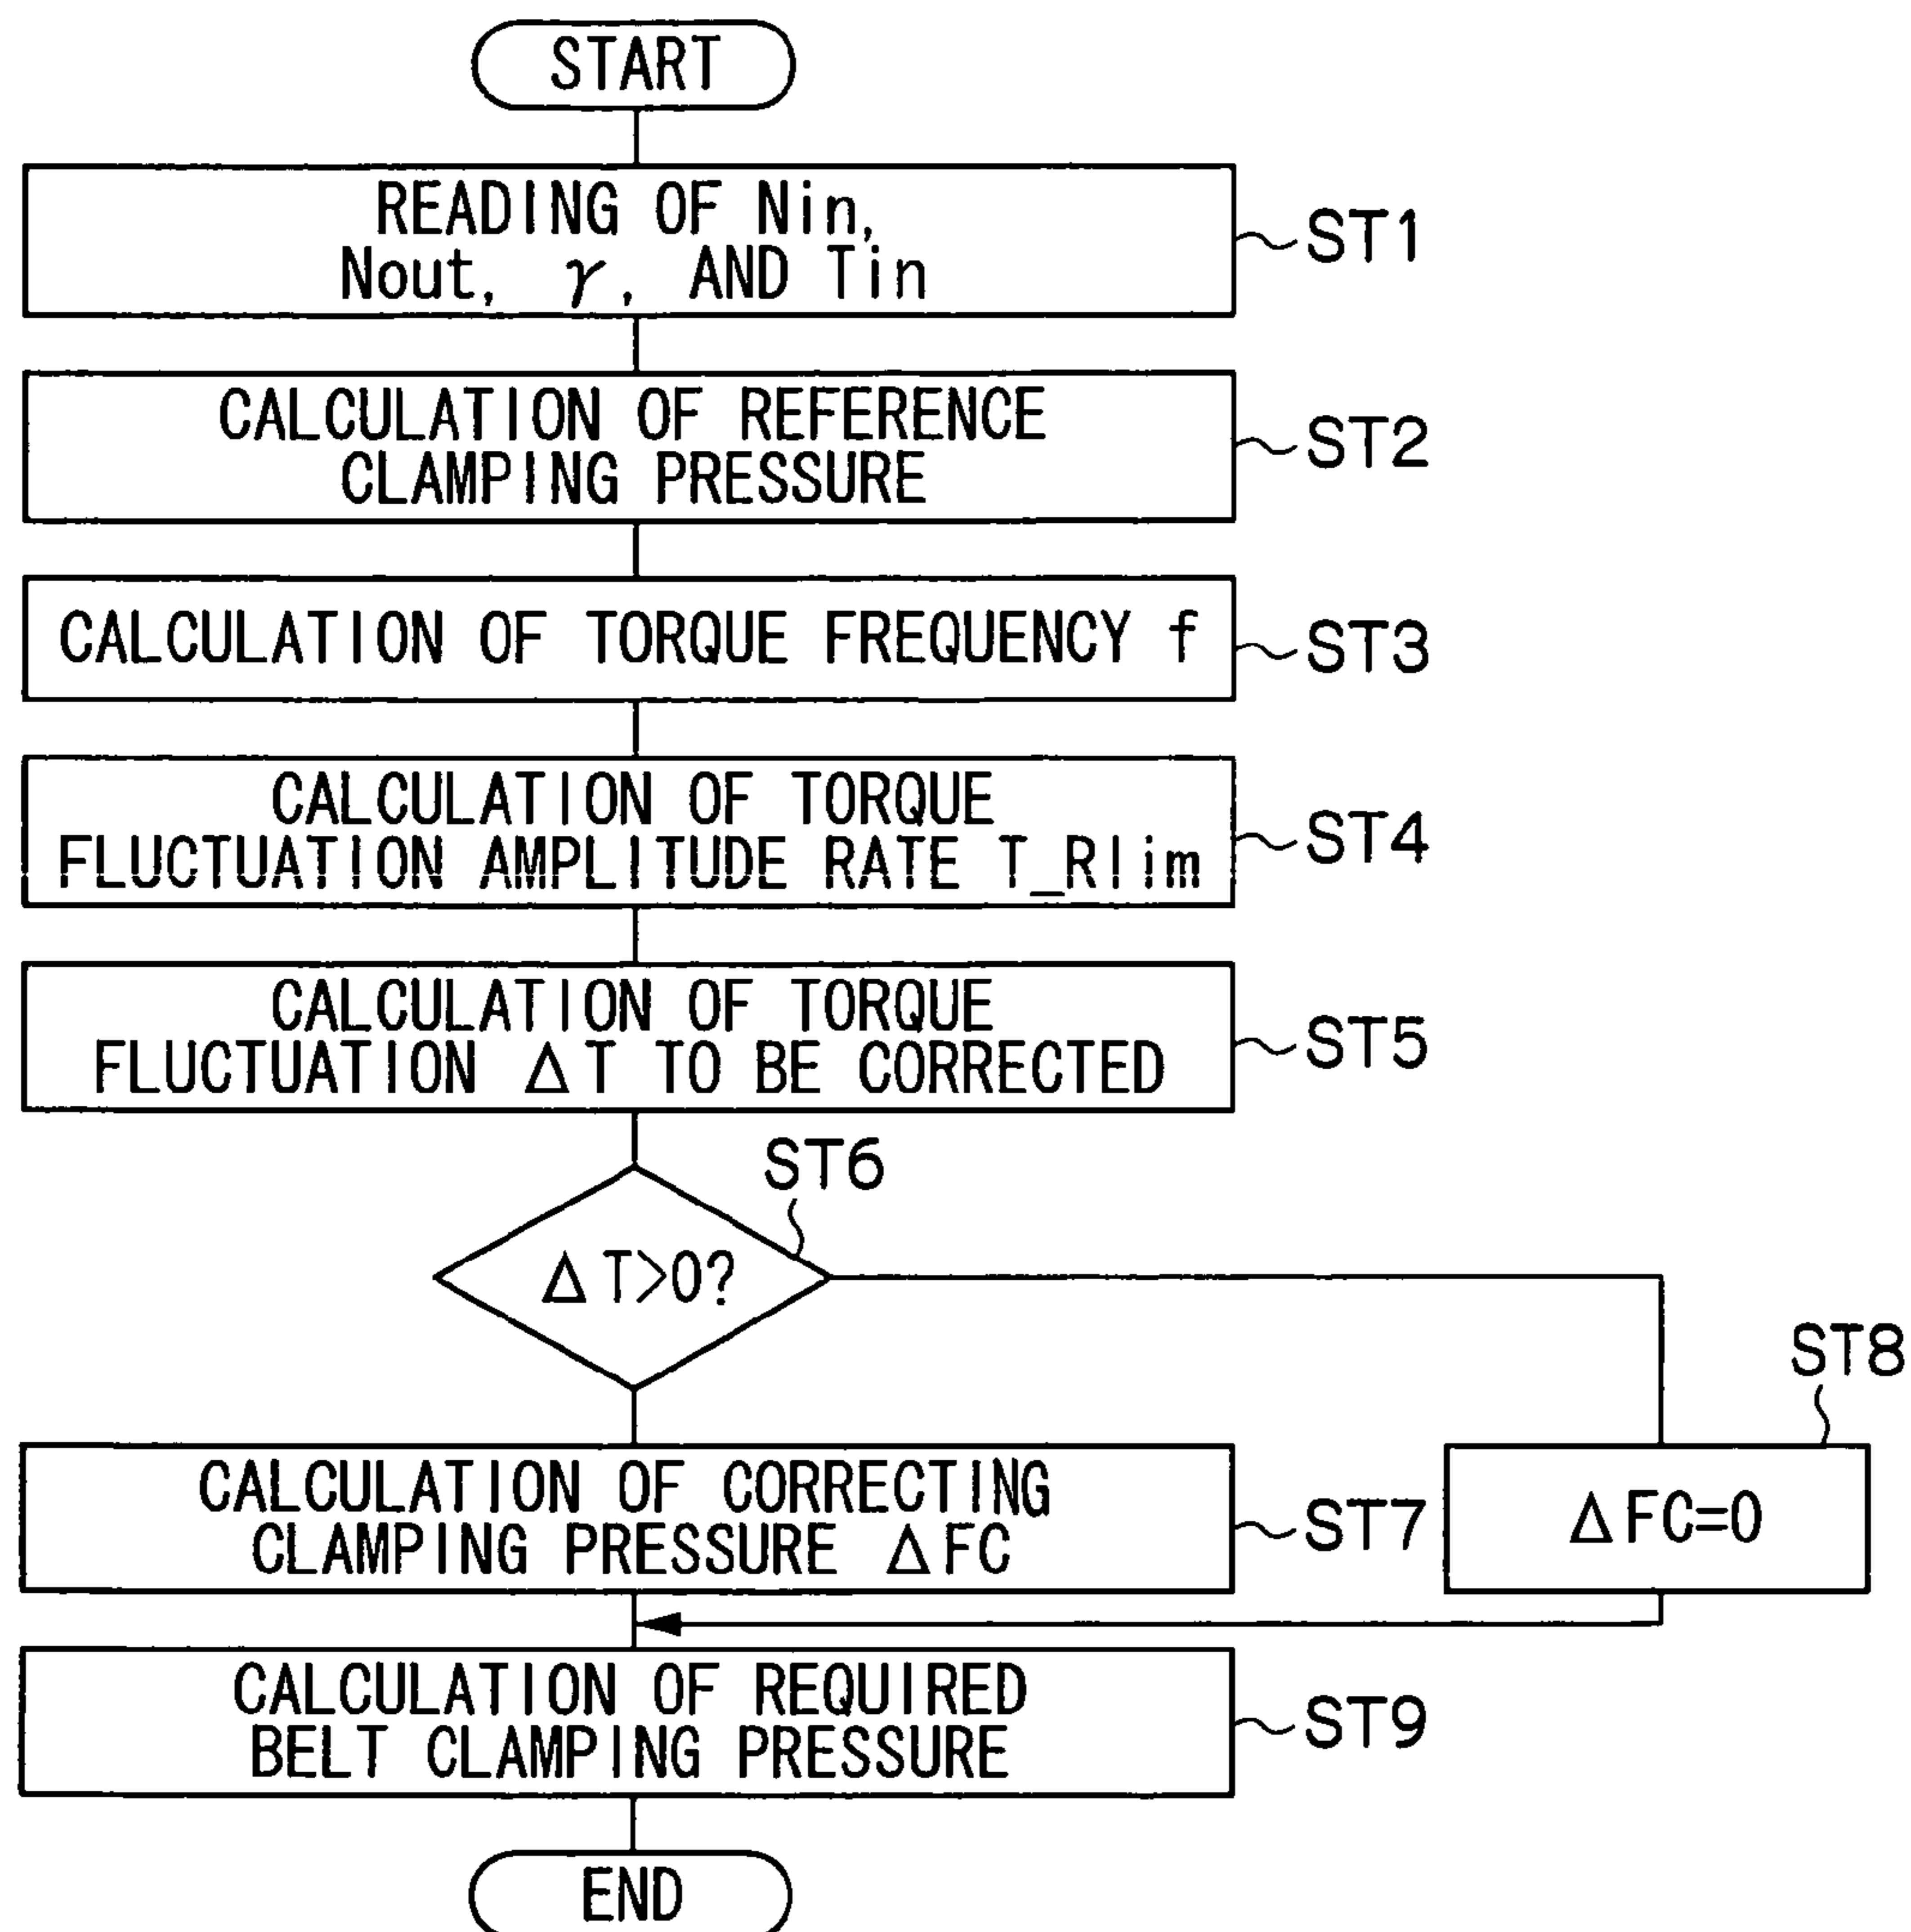 START
READING OF Nin,
Nout, γ, AND Tin
ST1
CALCULATION OF REFERENCE
CLAMPING PRESSURE
ST2
CALCULATION OF TORQUE FREQUENCY f
ST3
CALCULATION OF TORQUE
FLUCTUATION AMPLITUDE RATE T_Rlim
ST4
CALCULATION OF TORQUE
FLUCTUATION ΔT TO BE CORRECTED
ST5
ST6
ΔT>0?
ST8
CALCULATION OF CORRECTING
CLAMPING PRESSURE ΔFC
ST7
ΔFC=0
CALCULATION OF REQUIRED
BELT CLAMPING PRESSURE
ST9
END